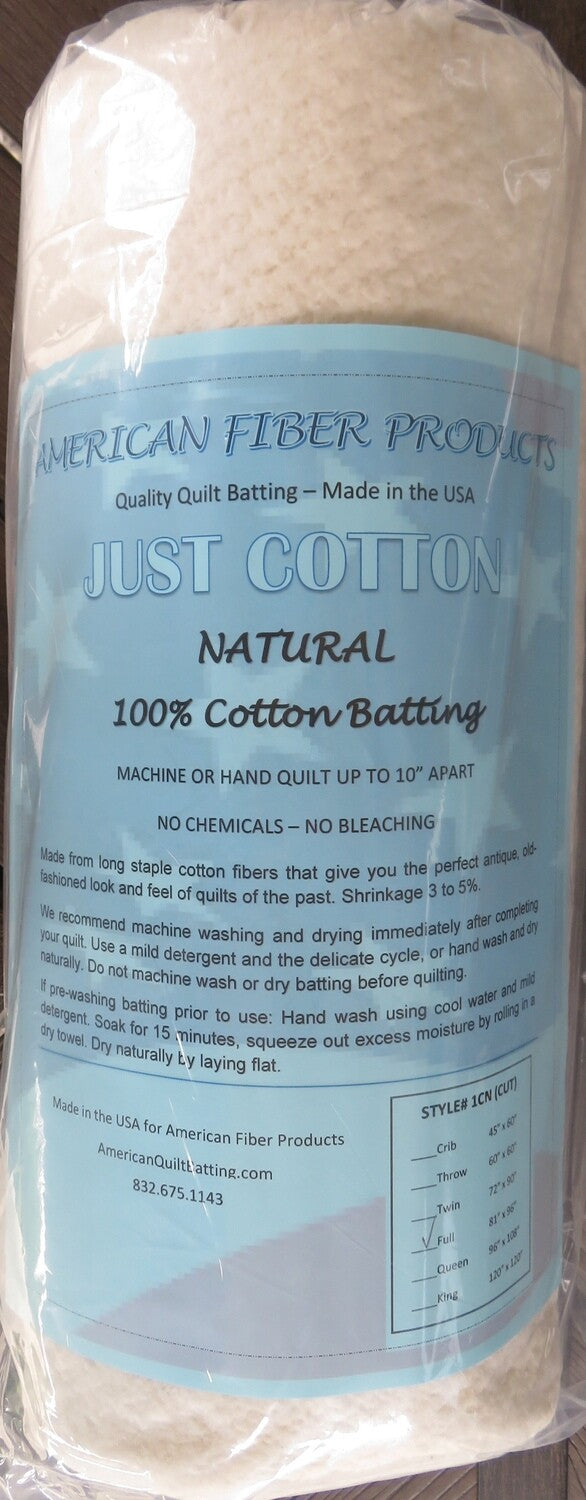 AMERICAN FIBER PRODUCTS
Quality Quilt Batting – Made in the USA
JUST COTTON
NATURAL
100% Cotton Batting
MACHINE OR HAND QUILT UP TO 10” APART
NO CHEMICALS – NO BLEACHING
Made from long staple cotton fibers that give you the perfect antique, old-
fashioned look and feel of quilts of the past. Shrinkage 3 to 5%.
We recommend machine washing and drying immediately after completing
your quilt. Use a mild detergent and the delicate cycle, or hand wash and dry
naturally. Do not machine wash or dry batting before quilting.
If pre-washing batting prior to use: Hand wash using cool water and mild
detergent. Soak for 15 minutes, squeeze out excess moisture by rolling in a
dry towel. Dry naturally by laying flat.
Made in the USA for American Fiber Products
AmericanQuiltBatting.com
832.675.1143
STYLE# 1CN (CUT)
___Crib 45” x 60”
___Throw 60” x 60”
___Twin 72” x 90”
_√_Full 81” x 96”
___Queen 96” x 108”
___King 120” x 120”